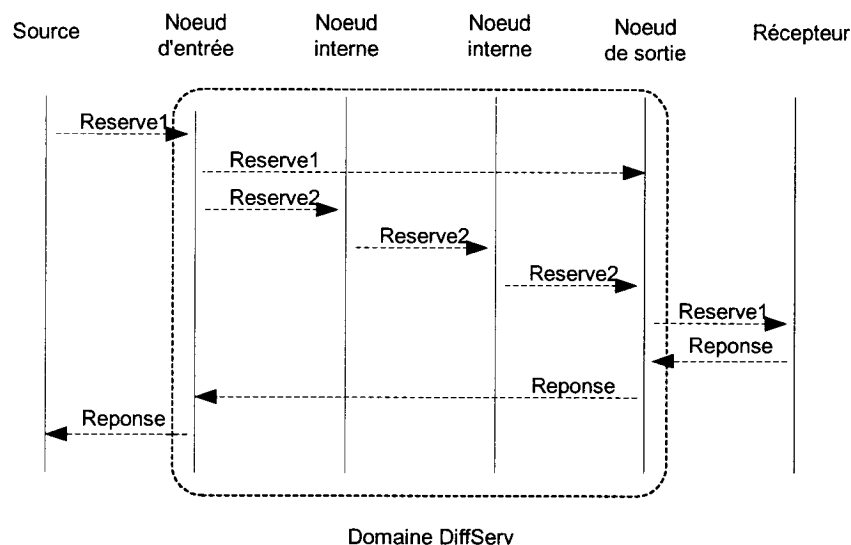 Source
Noeud
d'entrée
Noeud
interne
Noeud
interne
Noeud
de sortie
Récepteur
Reserve1
Reserve1
Reserve2
Reserve2
Reserve2
Reserve1
Reponse
Reponse
Reponse
Domaine DiffServ